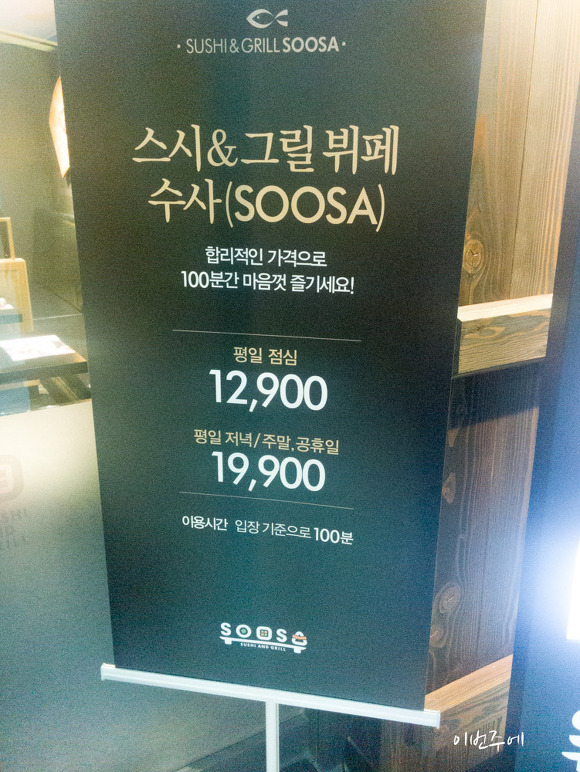 · SUSHI & GRILL SOOSA ·
스시&그릴 뷔페
수사(SOOSA)
합리적인 가격으로
100분간 마음껏 즐기세요!
평일 점심
12,900
평일 저녁/주말,공휴일
19,900
이용시간 입장 기준으로 100분
SOOSA
SUSHI AND GRILL
이번주에